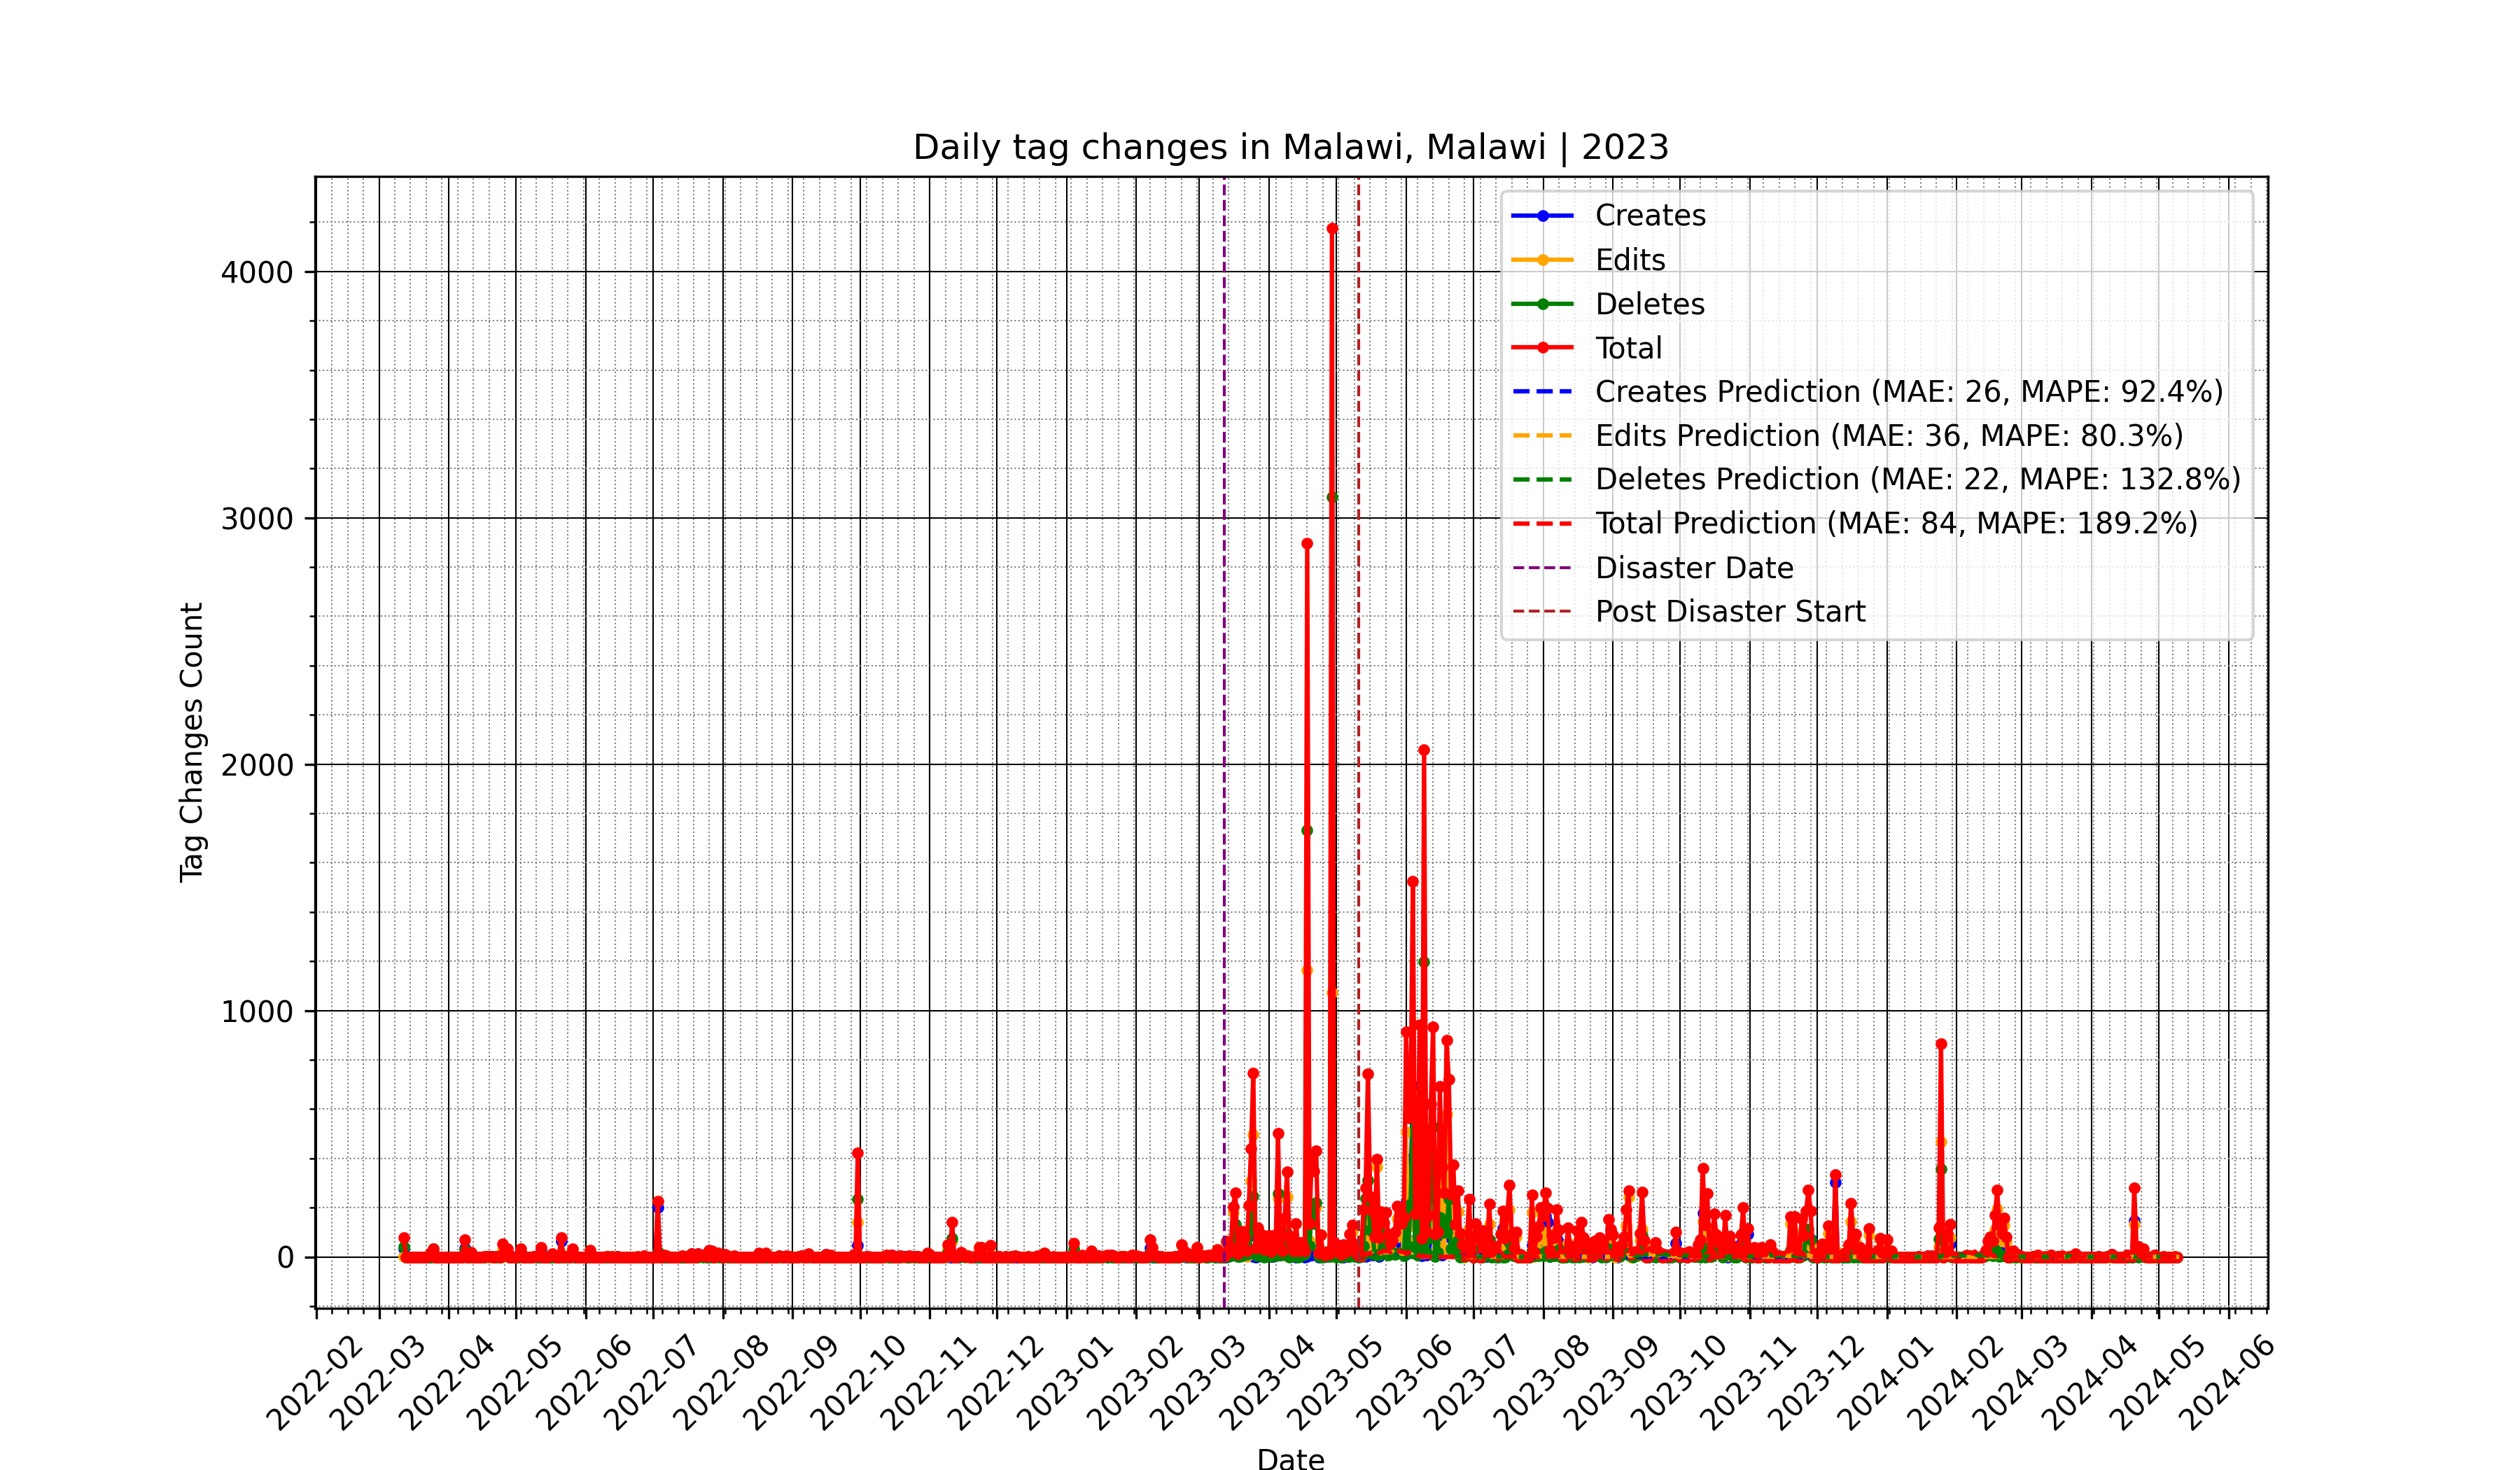 Daily tag changes in Malawi, Malawi | 2023
Creates
Edits
Deletes
Total
Creates Prediction (MAE: 26, MAPE: 92.4%)
Edits Prediction (MAE: 36, MAPE: 80.3%)
Deletes Prediction (MAE: 22, MAPE: 132.8%)
Total Prediction (MAE: 84, MAPE: 189.2%)
Disaster Date
Post Disaster Start
Tag Changes Count
4000
3000
2000
1000
0
2022-02
2022-03
2022-04
2022-05
2022-06
2022-07
2022-08
2022-09
2022-10
2022-11
2022-12
2023-01
2023-02
2023-03
2023-04
2023-05
2023-06
2023-07
2023-08
2023-09
2023-10
2023-11
2023-12
2024-01
2024-02
2024-03
2024-04
2024-05
2024-06
Date